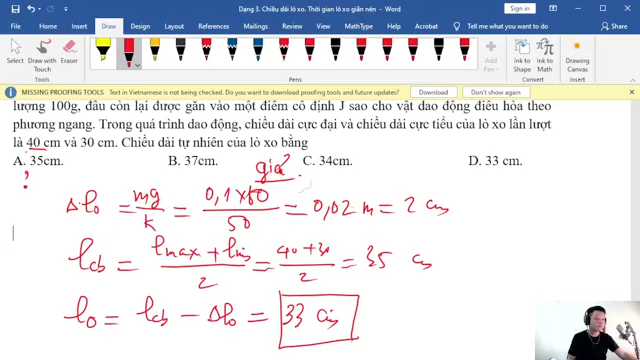 Dạng 3. Chiều dài lò xo. Thời gian lò xo giãn nén - Word
Sign in
File Home Insert Draw Design Layout References Mailings Review View MathType Help Tell me what you want to do Share
Select
Draw with Touch
Eraser
Ink to Shape
Ink to Math
Drawing Canvas
Tools
Pens
Convert
Insert
MISSING PROOFING TOOLS Text in Vietnamese is not being checked. Do you want to download proofing tools and future updates? Download Don't show again
lượng 100g, đầu còn lại được gắn vào một điểm cố định J sao cho vật dao động điều hòa theo
phương ngang. Trong quá trình dao động, chiều dài cực đại và chiều dài cực tiểu của lò xo lần lượt
là 40 cm và 30 cm. Chiều dài tự nhiên của lò xo bằng
A. 35cm. B. 37cm. C. 34cm. D. 33 cm.
?
Δl0 = mg/k = 0,1×10/50 = 0,02 m = 2 cm
lcb = (lmax + lmin)/2 = (40 +30)/2 = 35 cm
l0 = lcb - Δl0 = 33 cm